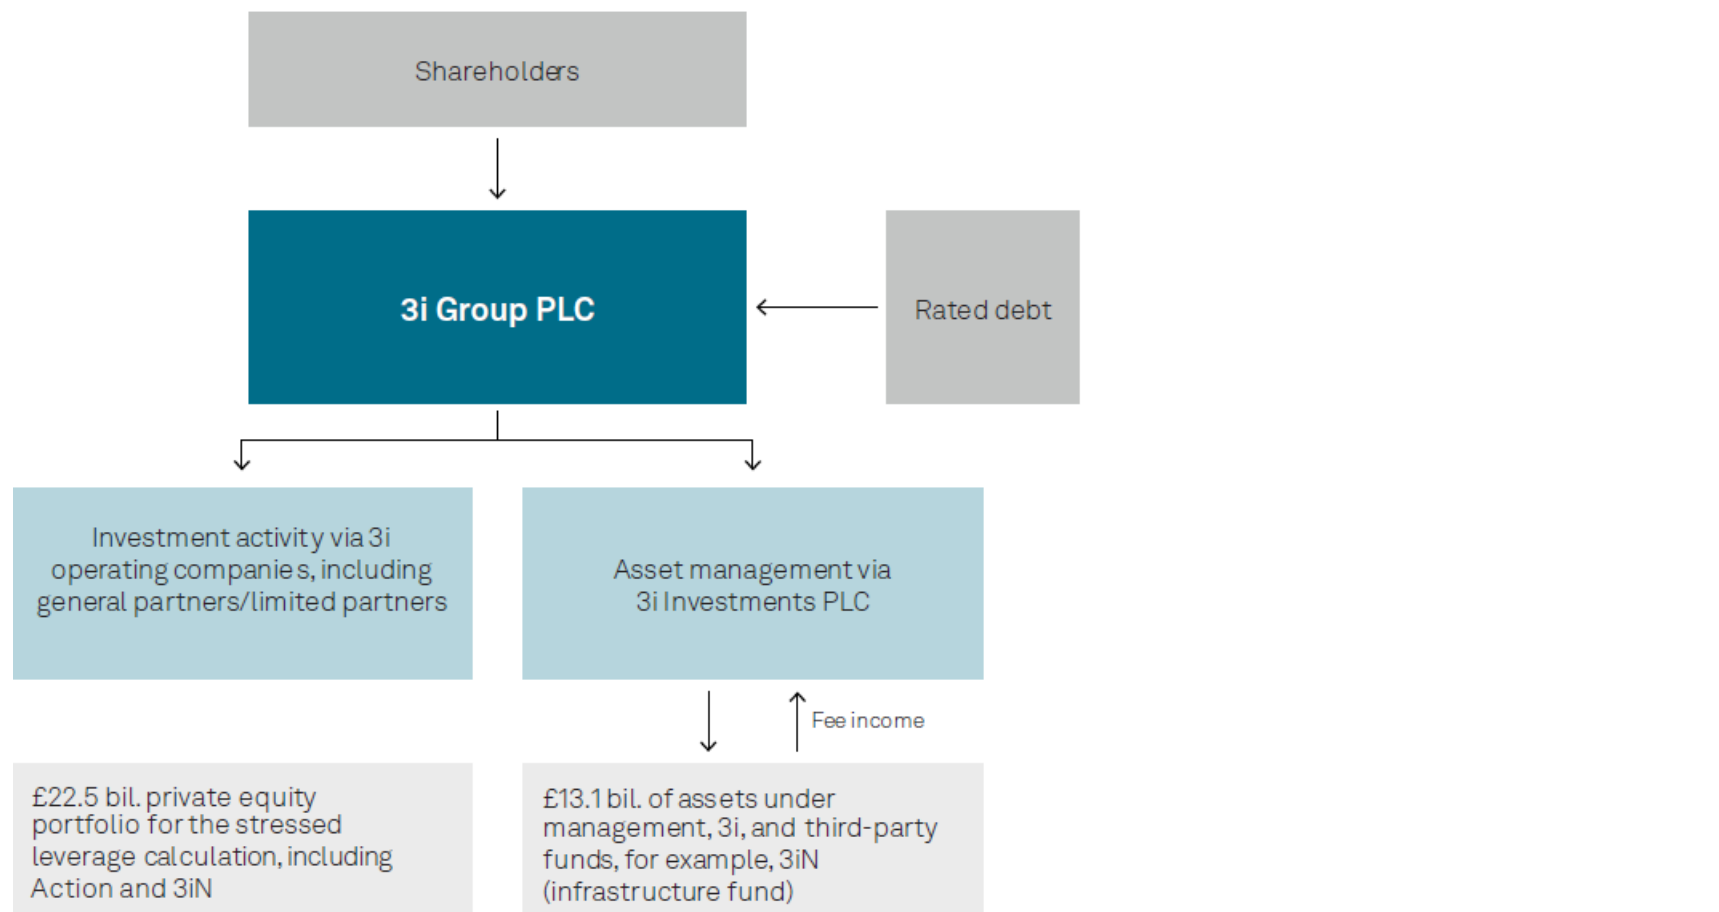 Shareholders
3i Group PLC
Rated debt
Investment activity via 3i
operating companies, including
general partners/limited partners
Asset management via
3i Investments PLC
Fee income
£22.5 bil. private equity
portfolio for the stressed
leverage calculation, including
Action and 3iN
£13.1 bil. of assets under
management, 3i, and third-party
funds, for example, 3iN
(infrastructure fund)